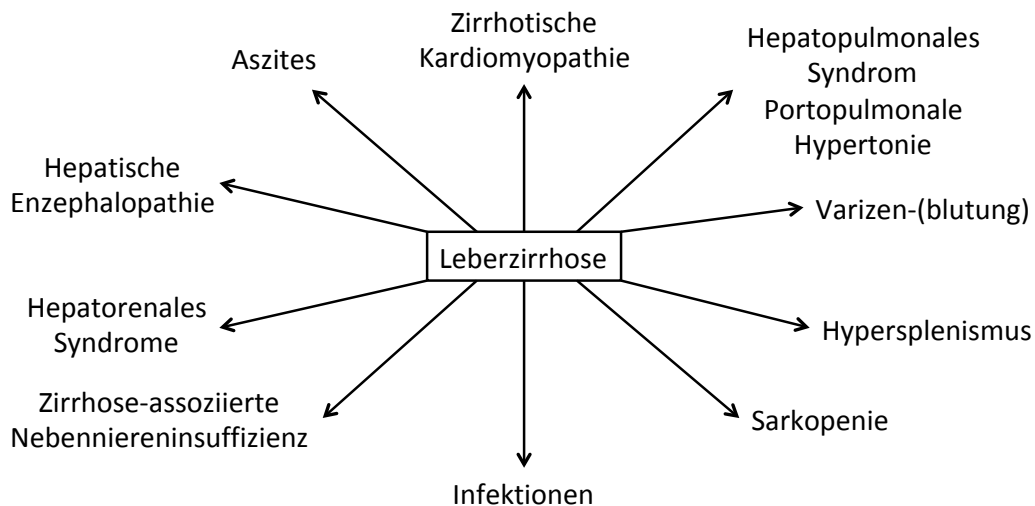 Zirrhotische
Kardiomyopathie
Aszites
Hepatopulmonales
Syndrom
Portopulmonale
Hypertonie
Hepatische
Enzephalopathie
Varizen-(blutung)
Leberzirrhose
Hepatorenales
Syndrome
Hypersplenismus
Zirrhose-assoziierte
Nebenniereninsuffizienz
Sarkopenie
Infektionen